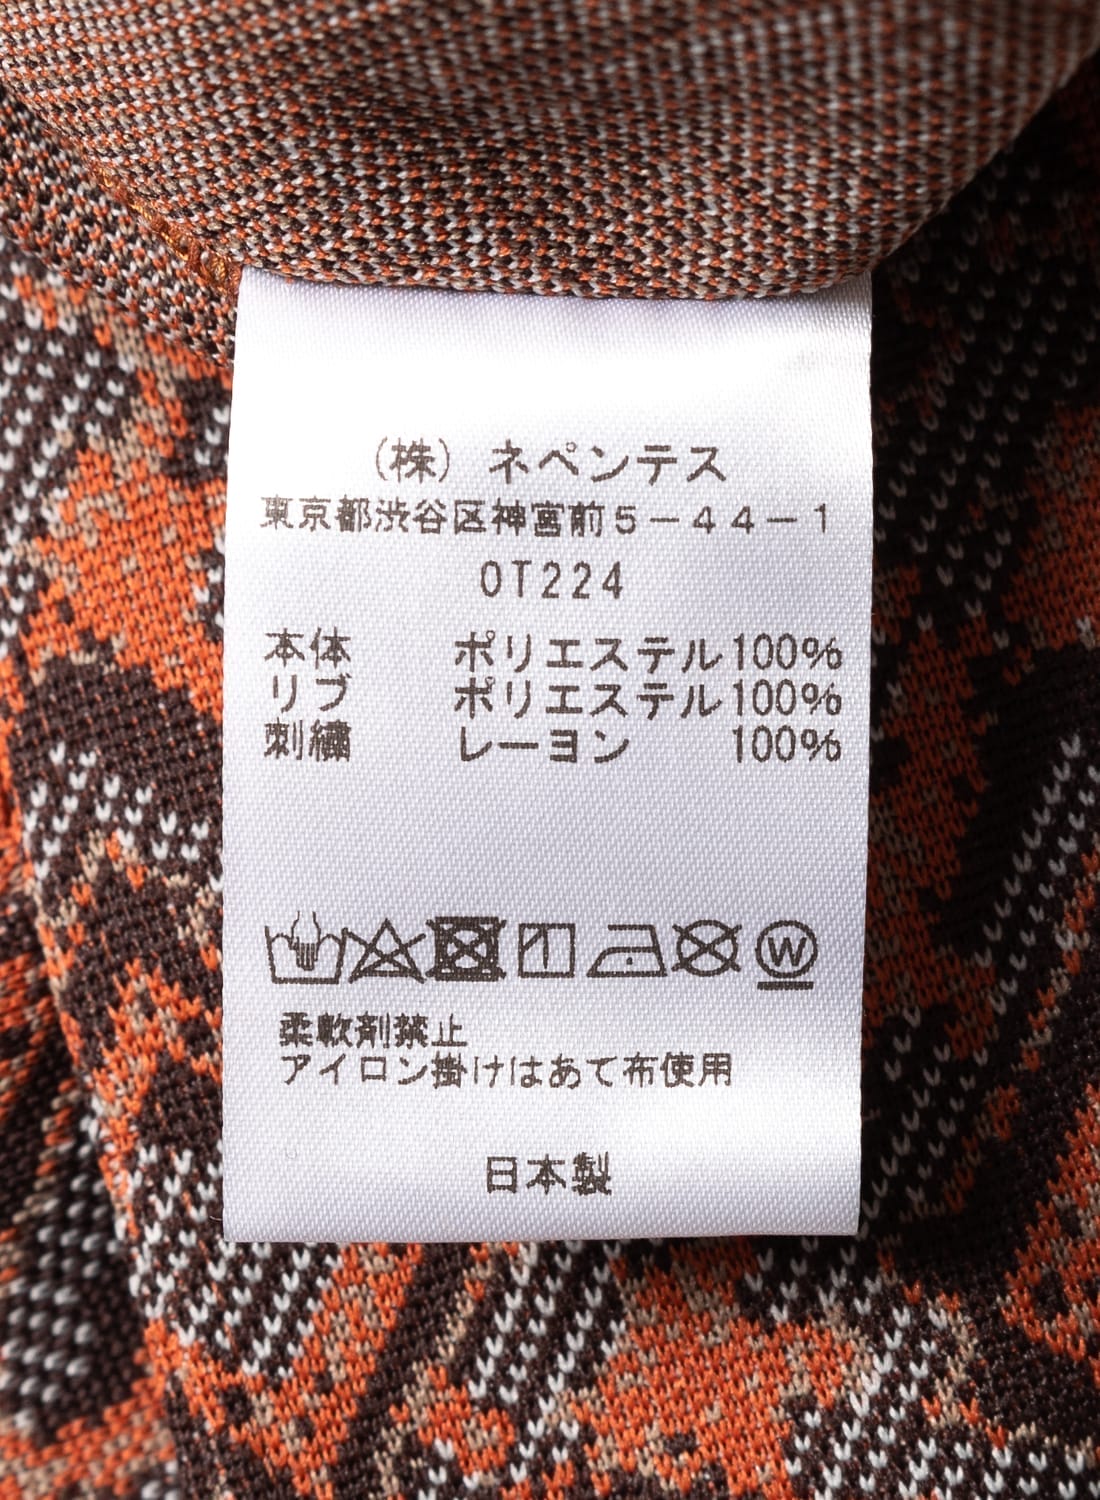 (株) ネペンテス
東京都渋谷区神宮前5-44-1
OT224
本体 ポリエステル100%
リブ ポリエステル100%
刺繍 レーヨン 100%
W
柔軟剤禁止
アイロン掛けはあて布使用
日本製